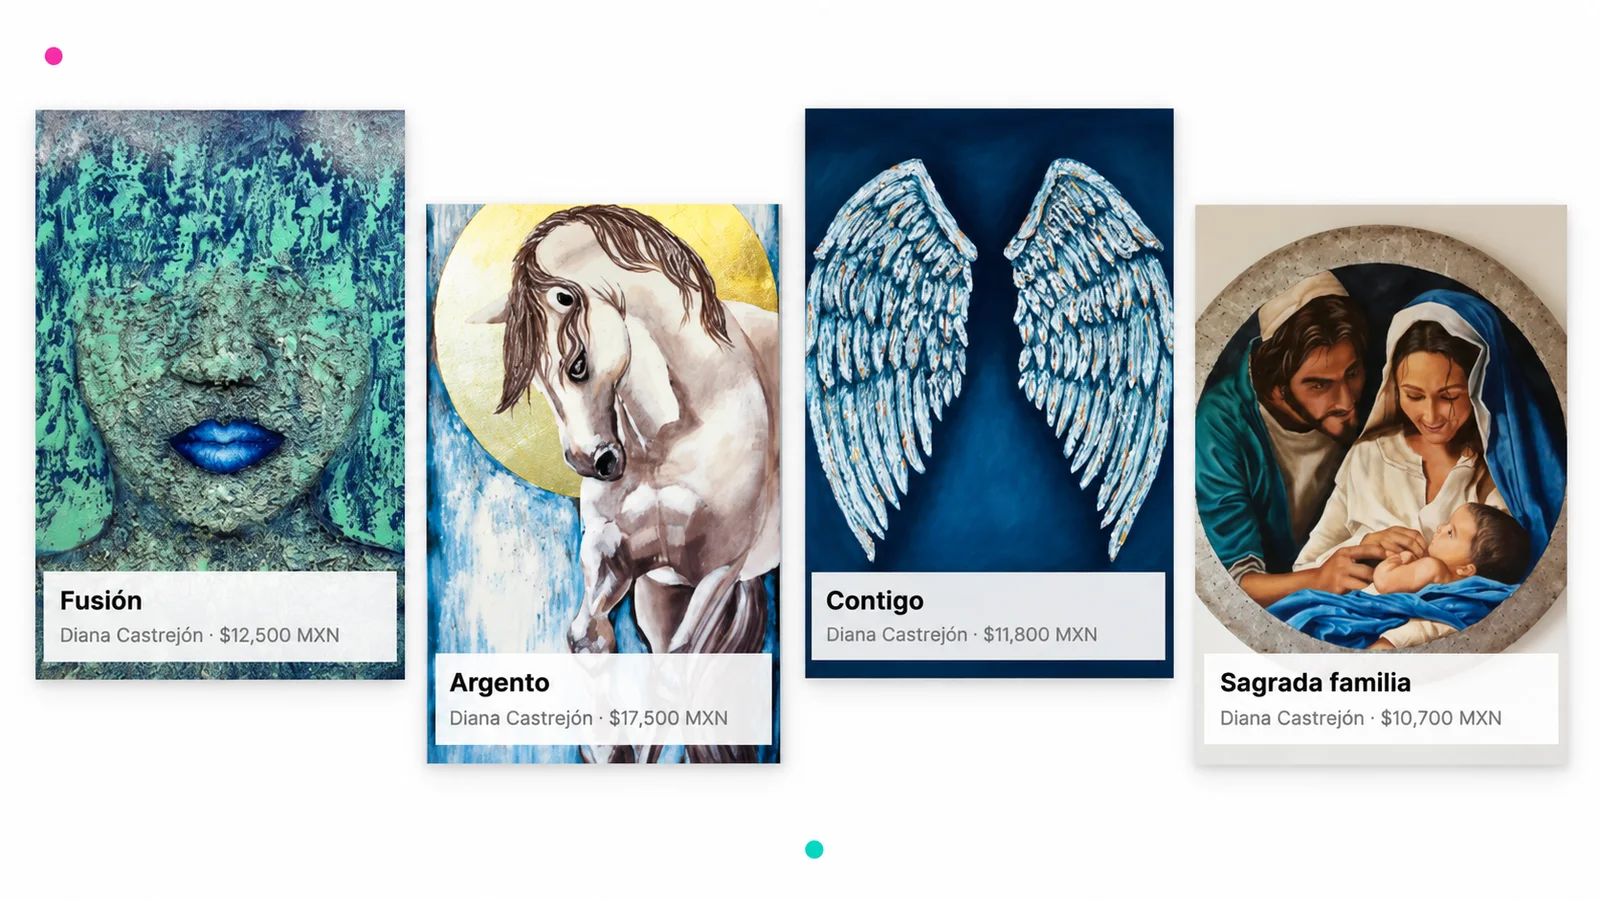 Fusión
Diana Castrejón · $12,500 MXN
Argento
Diana Castrejón · $17,500 MXN
Contigo
Diana Castrejón · $11,800 MXN
Sagrada familia
Diana Castrejón · $10,700 MXN